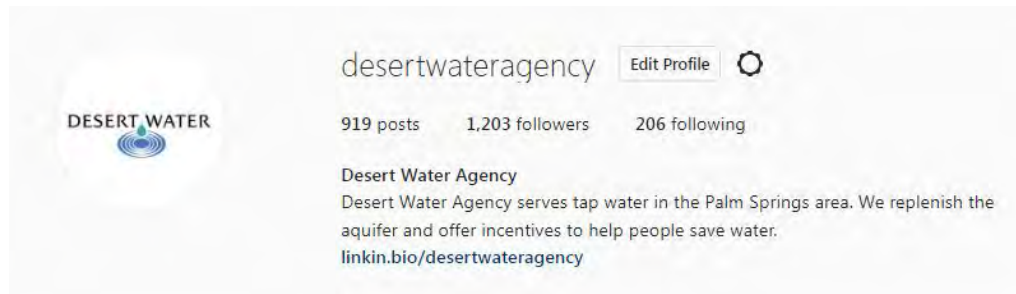 desertwateragency Edit Profile
DESERT WATER
919 posts 1,203 followers 206 following
Desert Water Agency
Desert Water Agency serves tap water in the Palm Springs area. We replenish the
aquifer and offer incentives to help people save water.
linkin.bio/desertwateragency